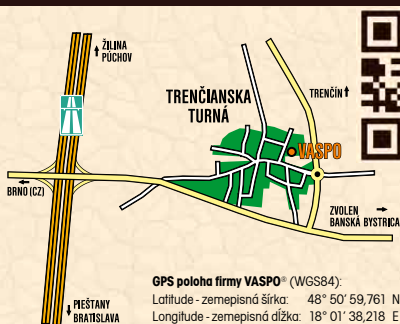 ŽILINA
PÚCHOV
TRENČIANSKA
TURNÁ
TRENČÍN
VASPO
BRNO (CZ)
ZVOLEN
BANSKÁ BYSTRICA
PIEŠŤANY
BRATISLAVA
GPS poloha firmy VASPO® (WGS84):
Latitude - zemepisná šírka: 48° 50′ 59,761 N
Longitude - zemepisná dĺžka: 18° 01′ 38,218 E